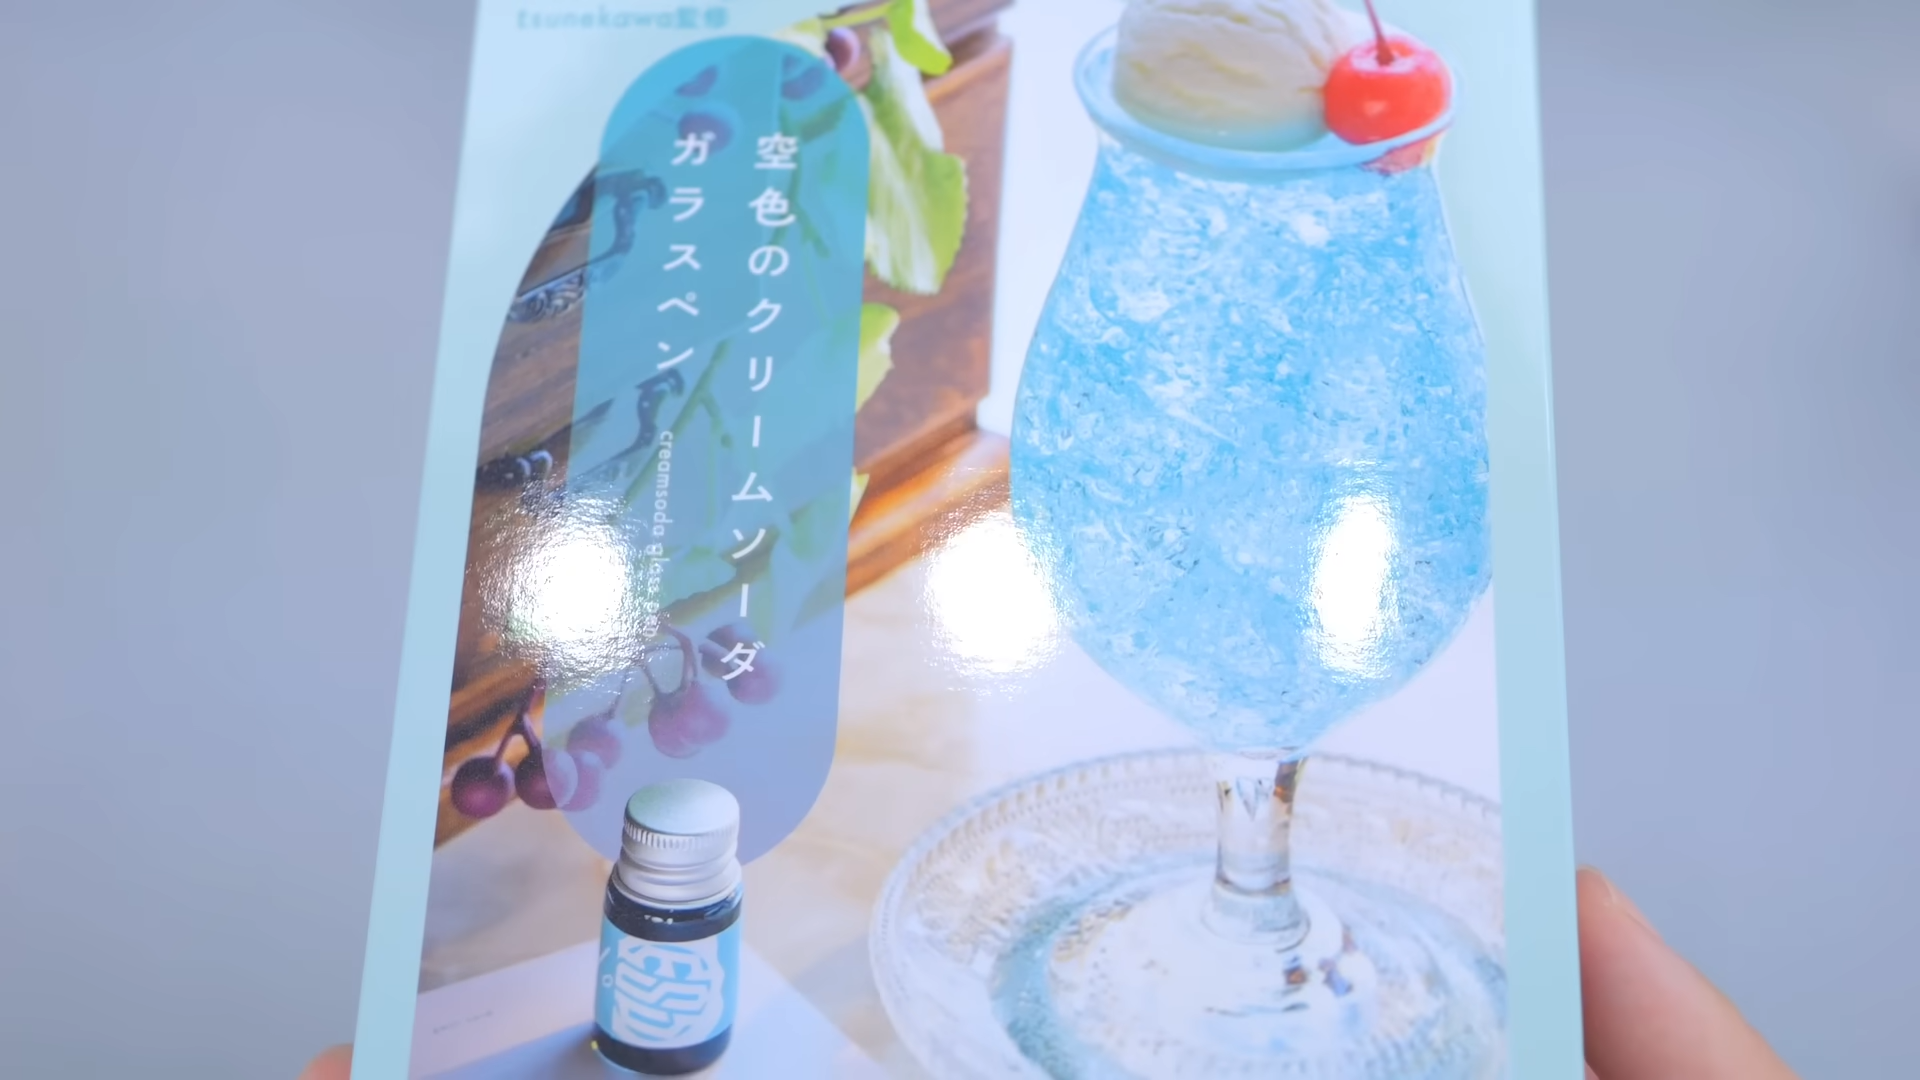 tsunekawa監修
空色のクリームソーダ
ガラスペン
creamsoda glass pen